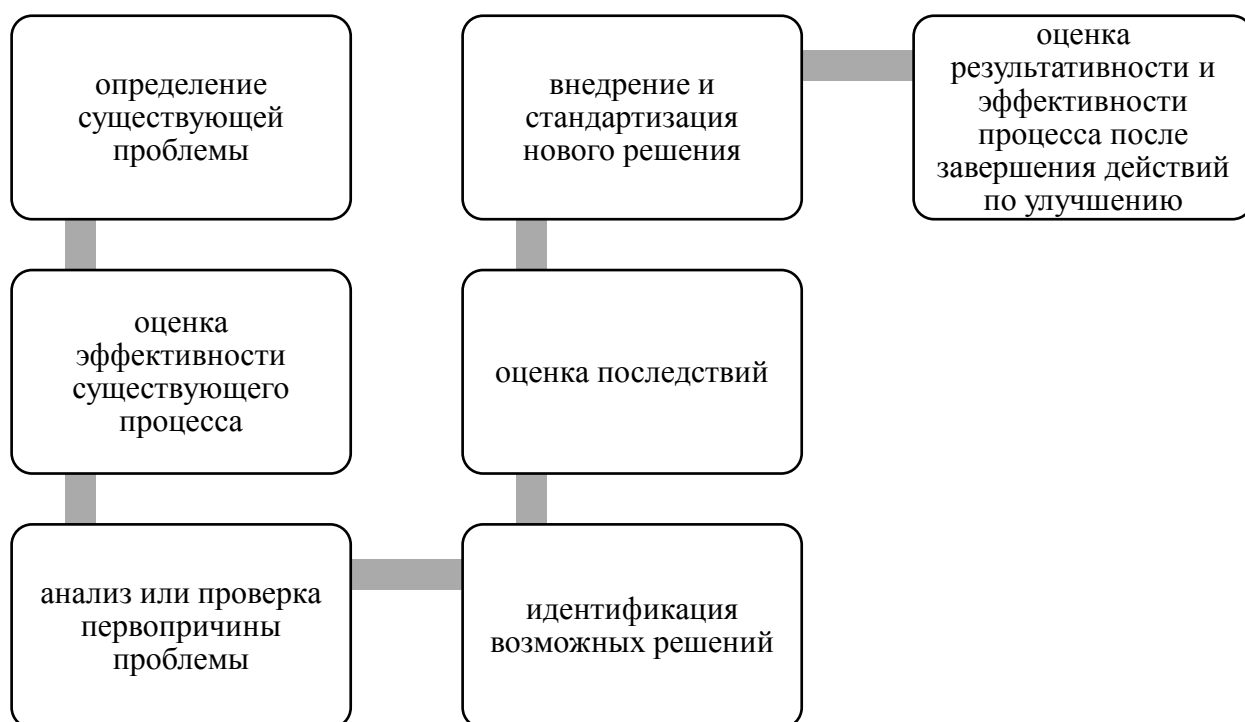 определение
существующей
проблемы
оценка
эффективности
существующего
процесса
анализ или проверка
первопричины
проблемы
идентификация
возможных решений
оценка последствий
внедрение и
стандартизация
нового решения
оценка
результативности и
эффективности
процесса после
завершения действий
по улучшению